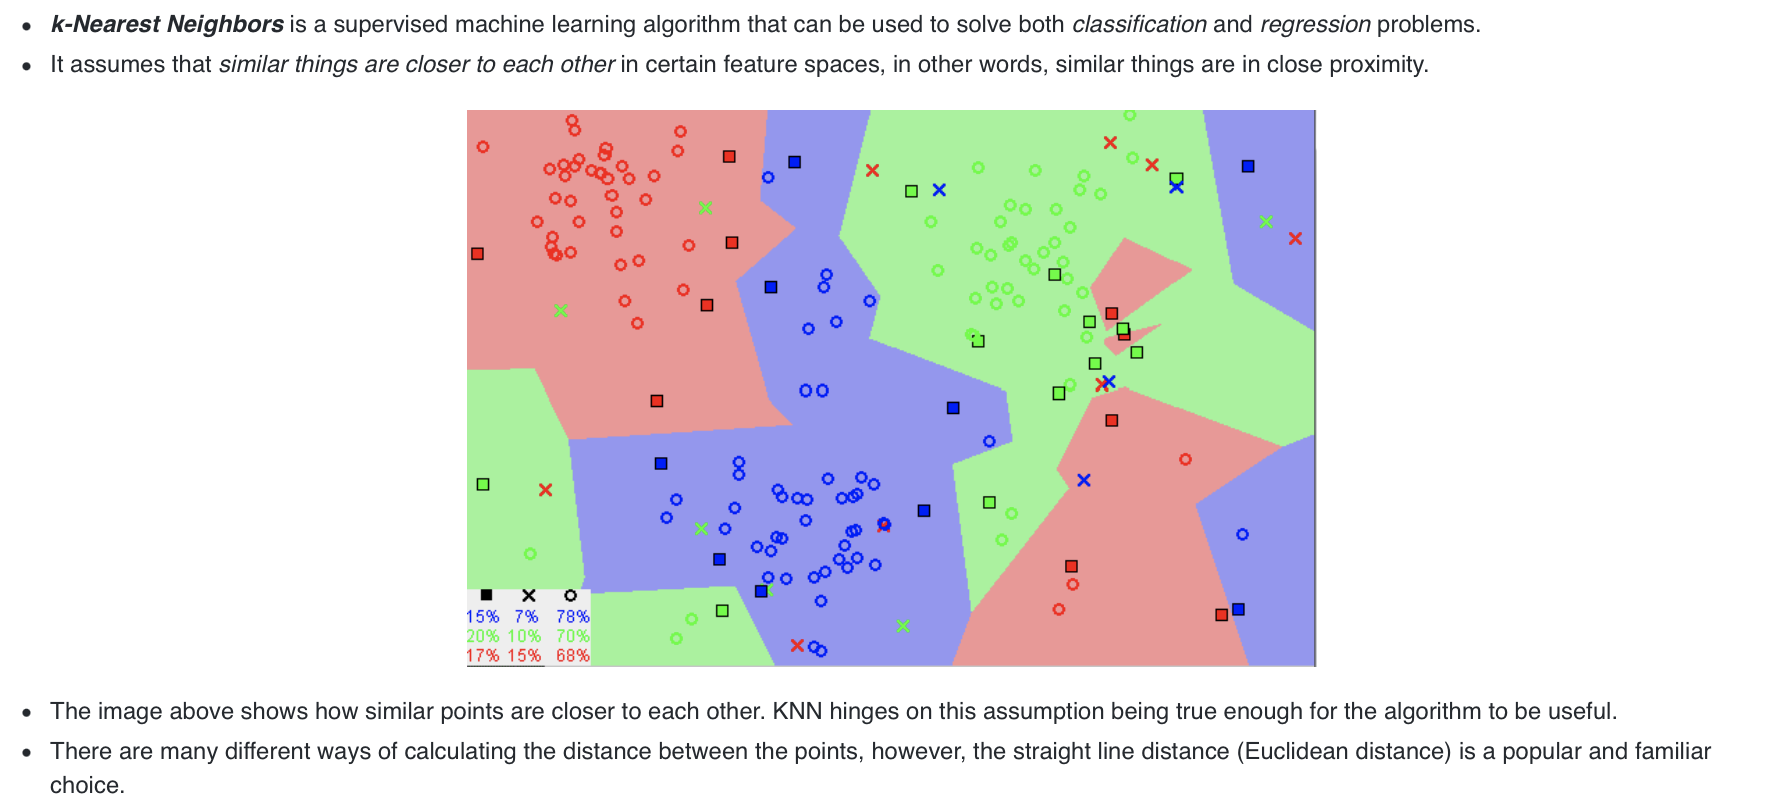 k-Nearest Neighbors is a supervised machine learning algorithm that can be used to solve both classification and regression problems.
It assumes that similar things are closer to each other in certain feature spaces, in other words, similar things are in close proximity.
15% 7% 78%
20% 10% 70%
17% 15% 68%
The image above shows how similar points are closer to each other. KNN hinges on this assumption being true enough for the algorithm to be useful.
There are many different ways of calculating the distance between the points, however, the straight line distance (Euclidean distance) is a popular and familiar
choice.